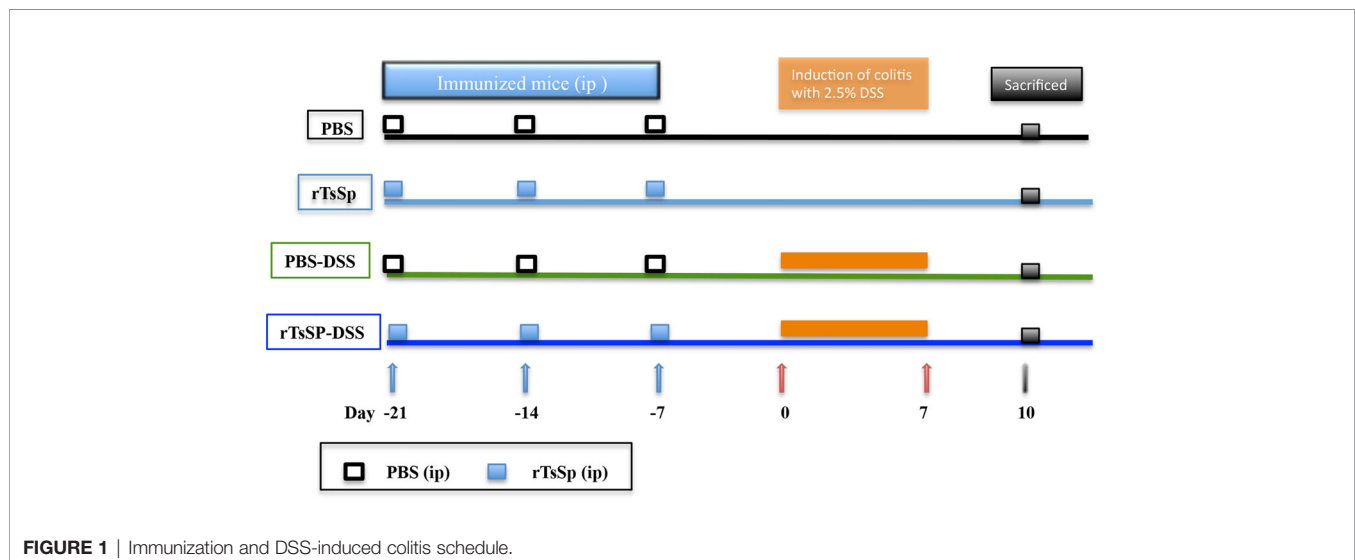 Immunized mice (ip )
Induction of colitis
with 2.5% DSS
Sacrificed
PBS
rTsSp
PBS-DSS
rTsSP-DSS
Day -21 -14 -7 0 7 10
PBS (ip) rTsSp (ip)
FIGURE 1 | Immunization and DSS-induced colitis schedule.